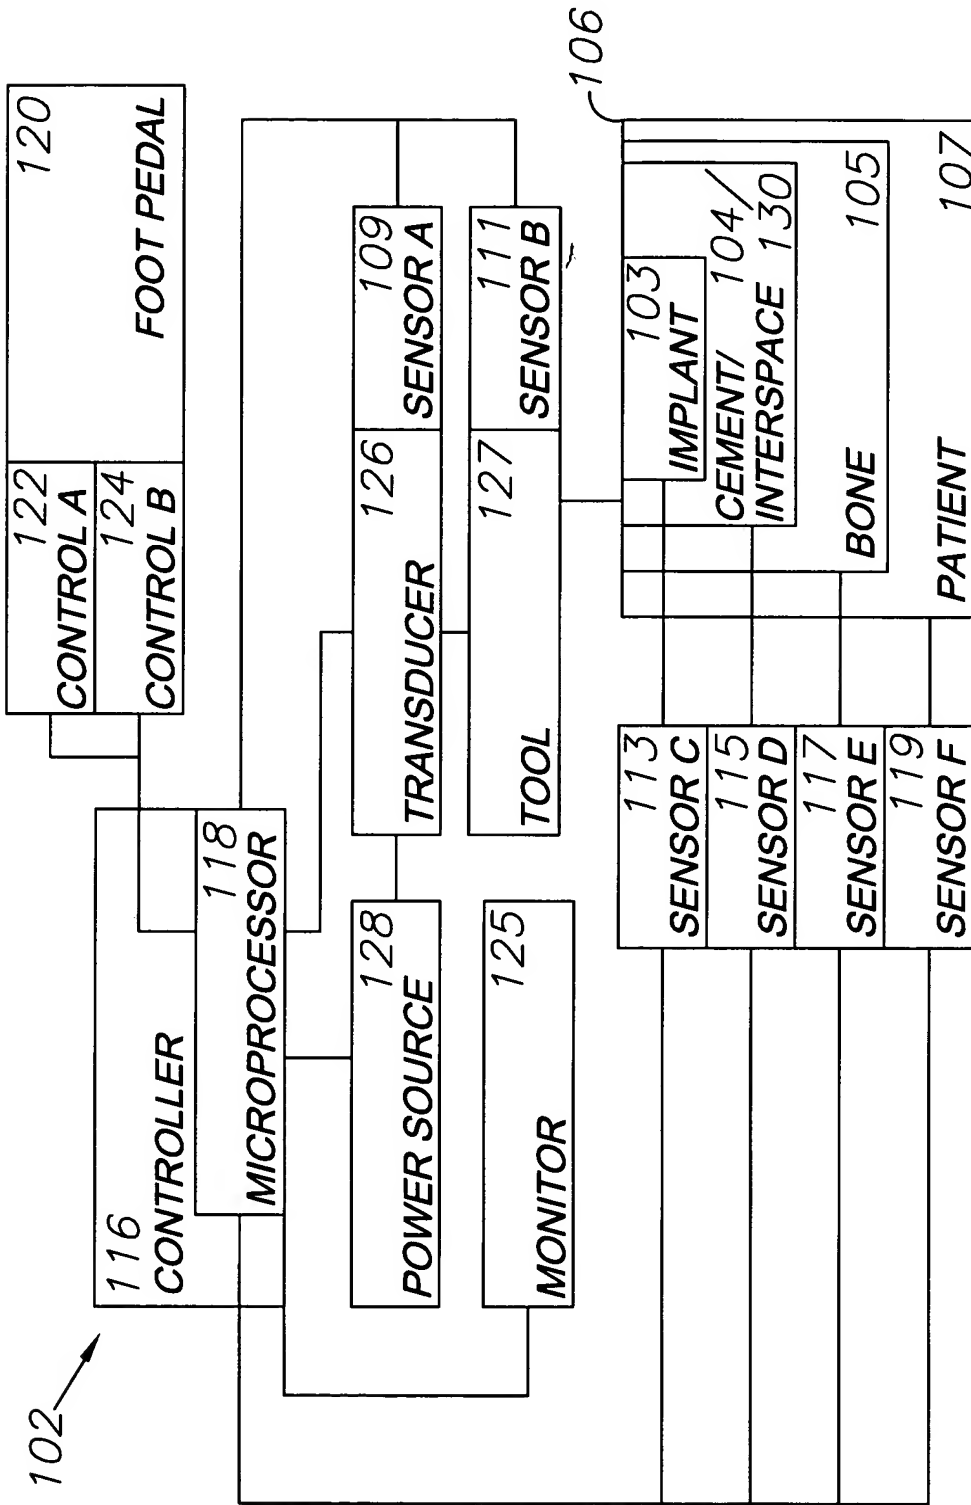 102
116
CONTROLLER
118
MICROPROCESSOR
122
CONTROL A
124
CONTROL B
120
FOOT PEDAL
128
POWER SOURCE
126
TRANSDUCER
109
SENSOR A
125
MONITOR
127
TOOL
111
SENSOR B
106
113
SENSOR C
115
SENSOR D
117
SENSOR E
119
SENSOR F
103
IMPLANT
CEMENT/ 104/
INTERSPACE 130
BONE 105
PATIENT 107